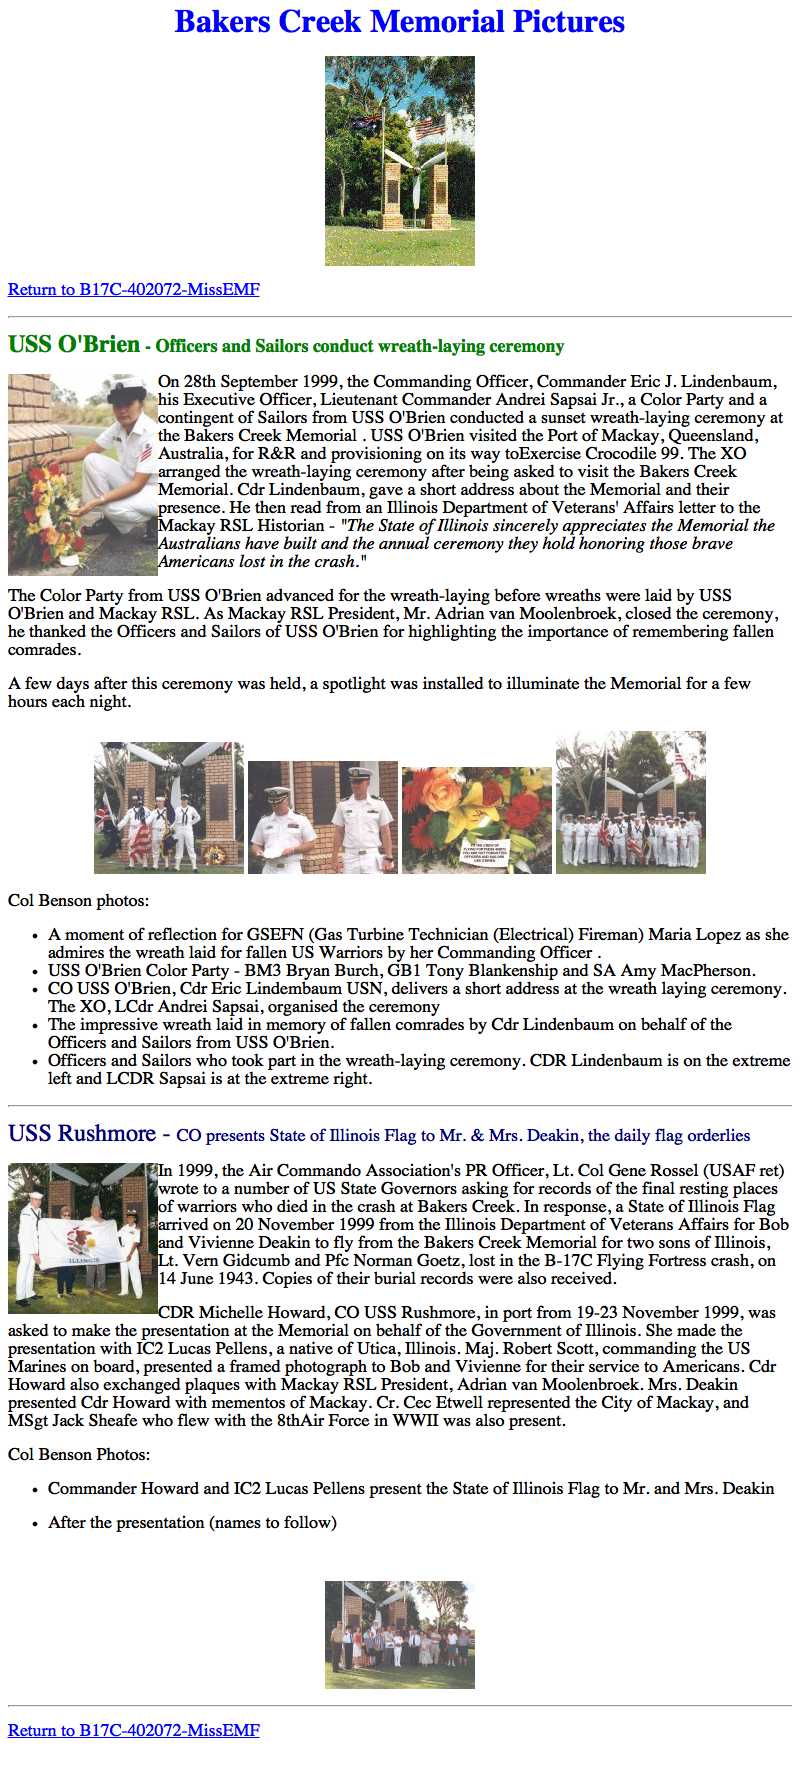 Bakers Creek Memorial Pictures
Return to B17C-402072-MissEMF
USS O'Brien - Officers and Sailors conduct wreath-laying ceremony
On 28th September 1999, the Commanding Officer, Commander Eric J. Lindenbaum,
his Executive Officer, Lieutenant Commander Andrei Sapsai Jr., a Color Party and a
contingent of Sailors from USS O'Brien conducted a sunset wreath-laying ceremony at
the Bakers Creek Memorial . USS O'Brien visited the Port of Mackay, Queensland,
Australia, for R&R and provisioning on its way toExercise Crocodile 99. The XO
arranged the wreath-laying ceremony after being asked to visit the Bakers Creek
Memorial. Cdr Lindenbaum, gave a short address about the Memorial and their
presence. He then read from an Illinois Department of Veterans' Affairs letter to the
Mackay RSL Historian - "The State of Illinois sincerely appreciates the Memorial the
Australians have built and the annual ceremony they hold honoring those brave
Americans lost in the crash."
The Color Party from USS O'Brien advanced for the wreath-laying before wreaths were laid by USS
O'Brien and Mackay RSL. As Mackay RSL President, Mr. Adrian van Moolenbroek, closed the ceremony,
he thanked the Officers and Sailors of USS O'Brien for highlighting the importance of remembering fallen
comrades.
A few days after this ceremony was held, a spotlight was installed to illuminate the Memorial for a few
hours each night.
Col Benson photos:
• A moment of reflection for GSEFN (Gas Turbine Technician (Electrical) Fireman) Maria Lopez as she
admires the wreath laid for fallen US Warriors by her Commanding Officer .
• USS O'Brien Color Party - BM3 Bryan Burch, GB1 Tony Blankenship and SA Amy MacPherson.
• CO USS O'Brien, Cdr Eric Lindembaum USN, delivers a short address at the wreath laying ceremony.
The XO, LCdr Andrei Sapsai, organised the ceremony
• The impressive wreath laid in memory of fallen comrades by Cdr Lindenbaum on behalf of the
Officers and Sailors from USS O'Brien.
• Officers and Sailors who took part in the wreath-laying ceremony. CDR Lindenbaum is on the extreme
left and LCDR Sapsai is at the extreme right.
USS Rushmore - CO presents State of Illinois Flag to Mr. & Mrs. Deakin, the daily flag orderlies
In 1999, the Air Commando Association's PR Officer, Lt. Col Gene Rossel (USAF ret)
wrote to a number of US State Governors asking for records of the final resting places
of warriors who died in the crash at Bakers Creek. In response, a State of Illinois Flag
arrived on 20 November 1999 from the Illinois Department of Veterans Affairs for Bob
and Vivienne Deakin to fly from the Bakers Creek Memorial for two sons of Illinois,
Lt. Vern Gidcumb and Pfc Norman Goetz, lost in the B-17C Flying Fortress crash, on
14 June 1943. Copies of their burial records were also received.
ILLINOIS
CDR Michelle Howard, CO USS Rushmore, in port from 19-23 November 1999, was
asked to make the presentation at the Memorial on behalf of the Government of Illinois. She made the
presentation with IC2 Lucas Pellens, a native of Utica, Illinois. Maj. Robert Scott, commanding the US
Marines on board, presented a framed photograph to Bob and Vivienne for their service to Americans. Cdr
Howard also exchanged plaques with Mackay RSL President, Adrian van Moolenbroek. Mrs. Deakin
presented Cdr Howard with mementos of Mackay. Cr. Cec Etwell represented the City of Mackay, and
MSgt Jack Sheafe who flew with the 8thAir Force in WWII was also present.
Col Benson Photos:
• Commander Howard and IC2 Lucas Pellens present the State of Illinois Flag to Mr. and Mrs. Deakin
• After the presentation (names to follow)
Return to B17C-402072-MissEMF